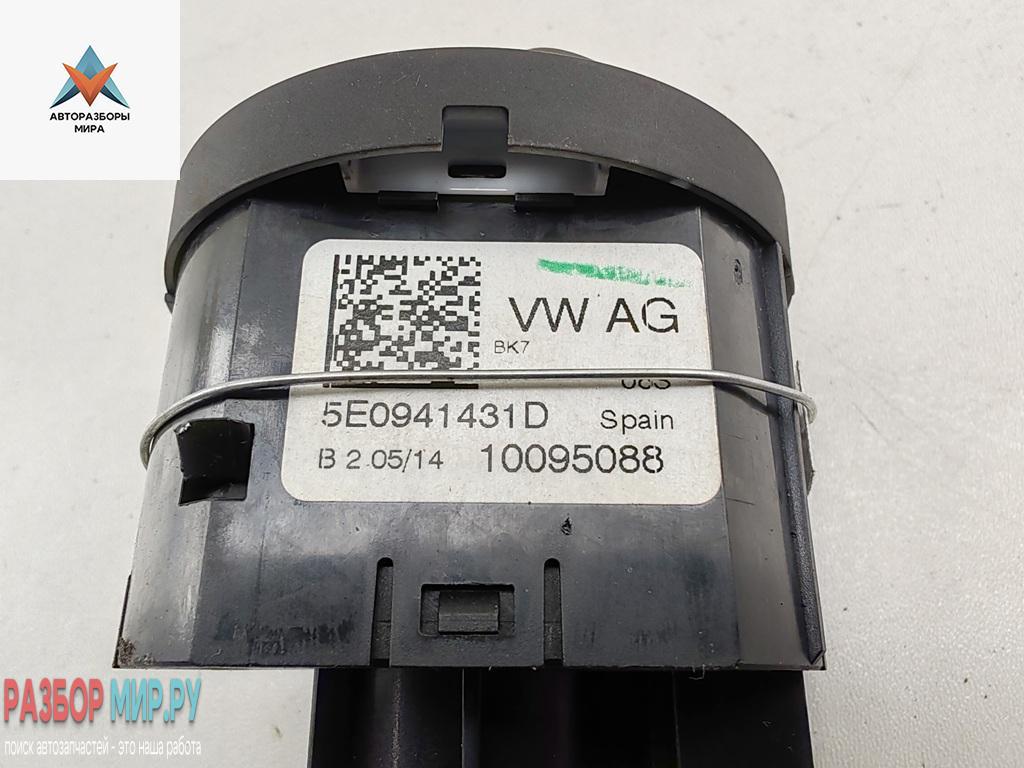 АВТОРАЗБОРЫ
МИРА
VW AG
BK7
5E0941431D Spain
B 2 05/14 10095088
РАЗБОР МИР.РУ
поиск автозапчастей - это наша работа